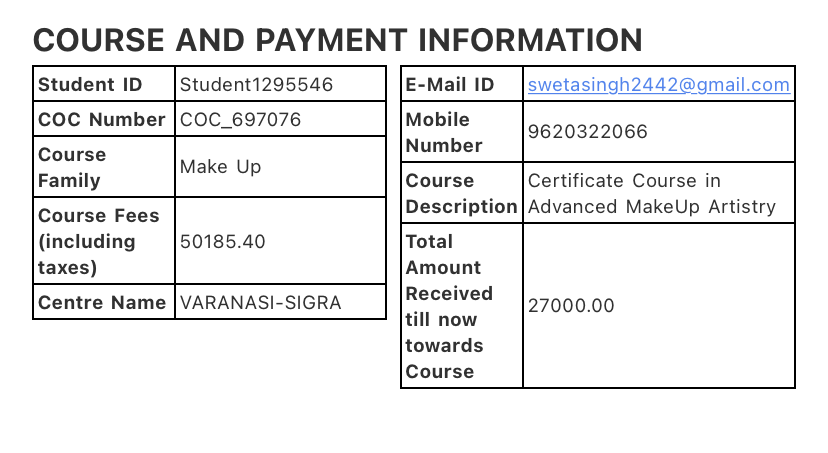 COURSE AND PAYMENT INFORMATION
Student ID Student1295546
COC Number COC_697076
Course
Family
Make Up
Course Fees
(including
taxes)
50185.40
Centre Name VARANASI-SIGRA
E-Mail ID swetasingh2442@gmail.com
Mobile
Number
9620322066
Course
Description
Certificate Course in
Advanced MakeUp Artistry
Total
Amount
Received
till now
towards
Course
27000.00